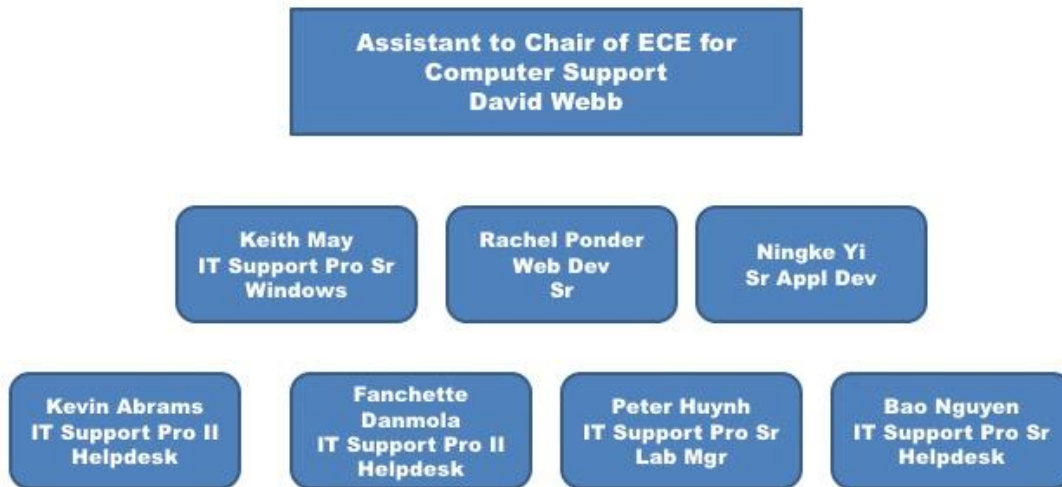 Assistant to Chair of ECE for
Computer Support
David Webb
Keith May
IT Support Pro Sr
Windows
Rachel Ponder
Web Dev
Sr
Ningke Yi
Sr Appl Dev
Kevin Abrams
IT Support Pro II
Helpdesk
Fanchette
Danmola
IT Support Pro II
Helpdesk
Peter Huynh
IT Support Pro Sr
Lab Mgr
Bao Nguyen
IT Support Pro Sr
Helpdesk